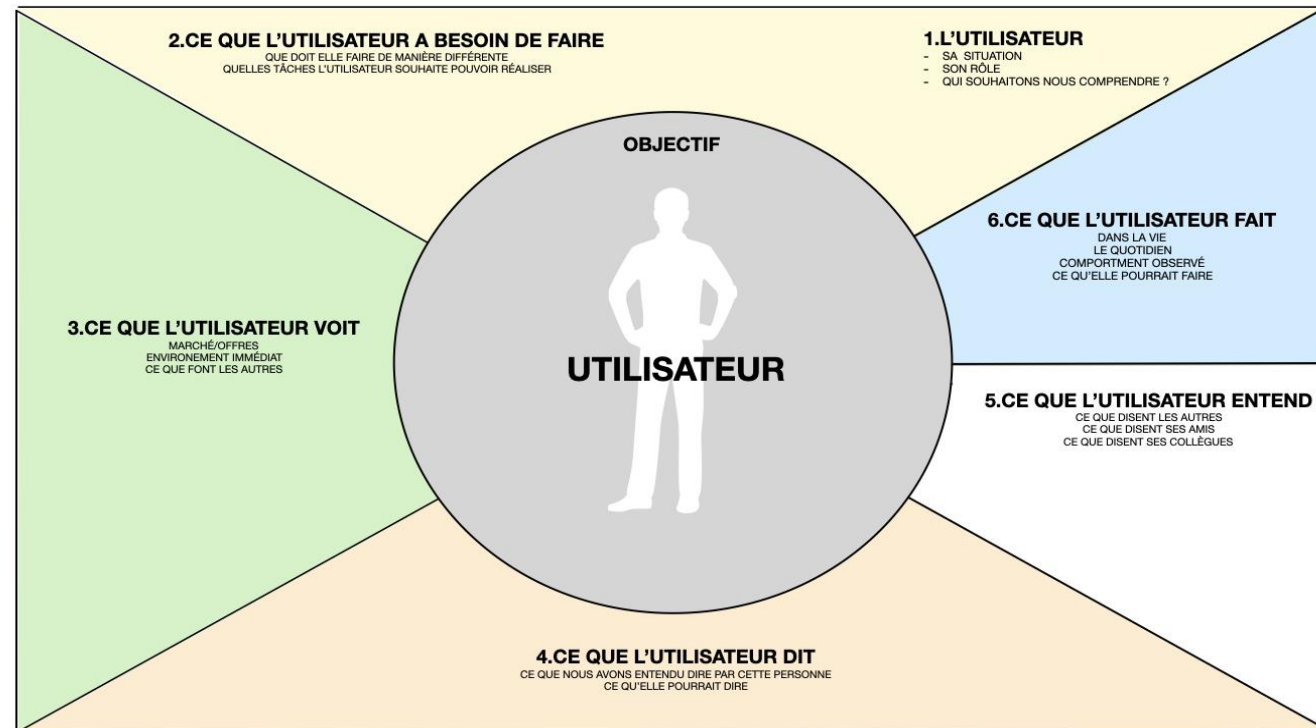 2.CE QUE L'UTILISATEUR A BESOIN DE FAIRE
QUE DOIT ELLE FAIRE DE MANIÈRE DIFFÉRENTE
QUELLES TÂCHES L'UTILISATEUR SOUHAITE POUVOIR RÉALISER
1.L'UTILISATEUR
- SA SITUATION
- SON RÔLE
- QUI SOUHAITONS NOUS COMPRENDRE ?
OBJECTIF
UTILISATEUR
6.CE QUE L'UTILISATEUR FAIT
DANS LA VIE
LE QUOTIDIEN
COMPORTMENT OBSERVÉ
CE QU'ELLE POURRAIT FAIRE
3.CE QUE L'UTILISATEUR VOIT
MARCHÉ/OFFRES
ENVIRONEMENT IMMÉDIAT
CE QUE FONT LES AUTRES
5.CE QUE L'UTILISATEUR ENTEND
CE QUE DISENT LES AUTRES
CE QUE DISENT SES AMIS
CE QUE DISENT SES COLLÈGUES
4.CE QUE L'UTILISATEUR DIT
CE QUE NOUS AVONS ENTENDU DIRE PAR CETTE PERSONNE
CE QU'ELLE POURRAIT DIRE